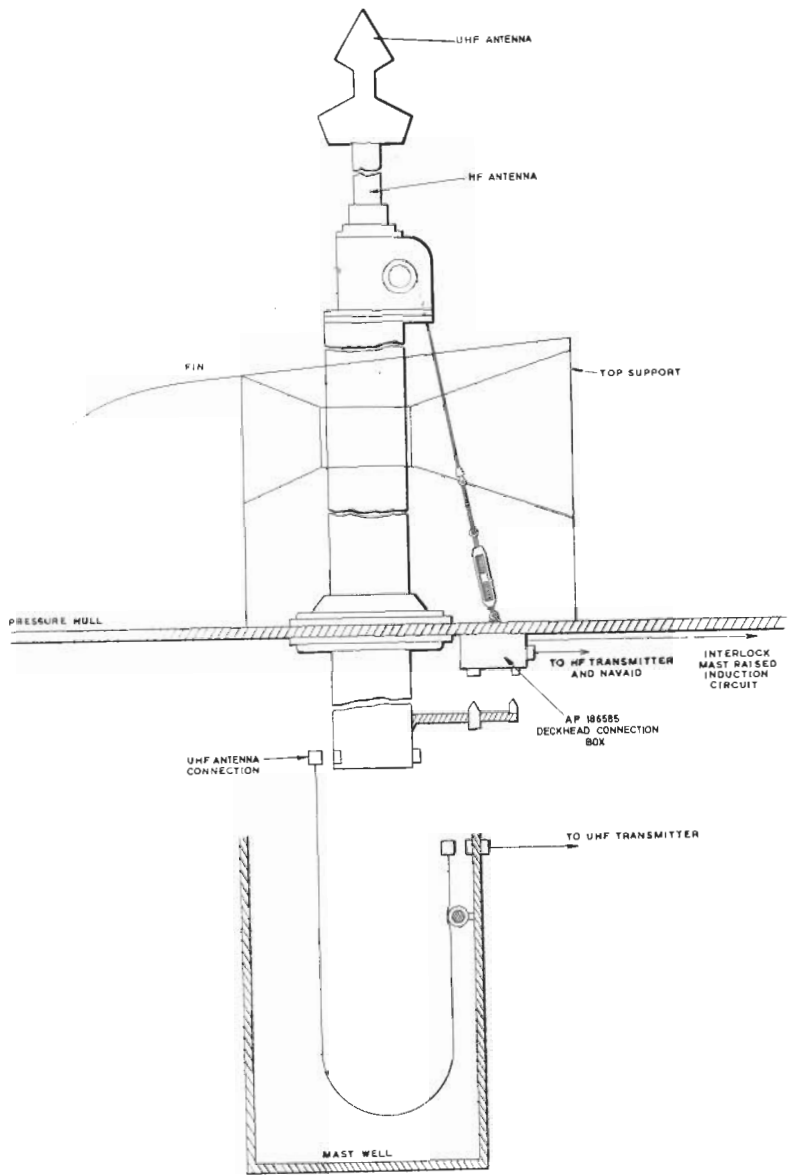 UHF ANTENNA
HF ANTENNA
FIN
TOP SUPPORT
PRESSURE HULL
TO HF TRANSMITTER
AND NAVAID
INTERLOCK
MAST RAISED
INDUCTION
CIRCUIT
AP 186585
DECKHEAD CONNECTION
BOX
UHF ANTENNA
CONNECTION
TO UHF TRANSMITTER
MAST WELL